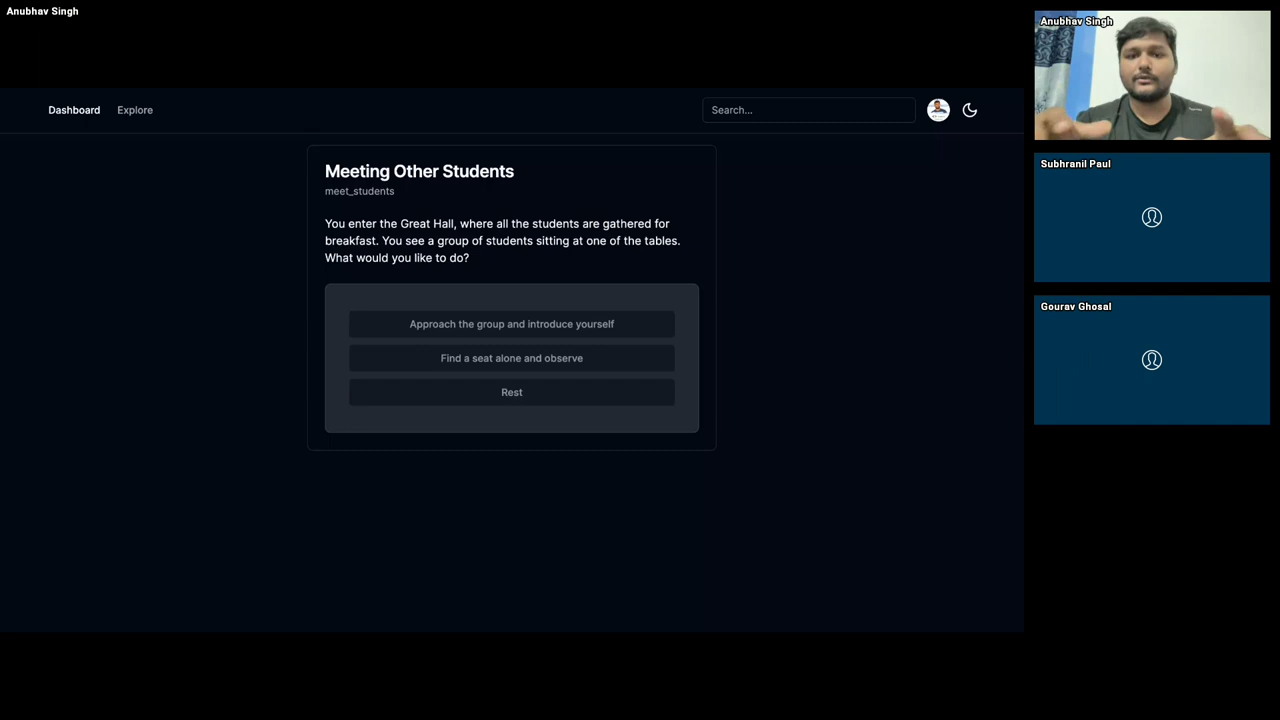 Anubhav Singh
Dashboard
Explore
Search...
Meeting Other Students
meet_students
You enter the Great Hall, where all the students are gathered for
breakfast. You see a group of students sitting at one of the tables.
What would you like to do?
Approach the group and introduce yourself
Find a seat alone and observe
Rest
Anubhav Singh
Subhranil Paul
Gourav Ghosal